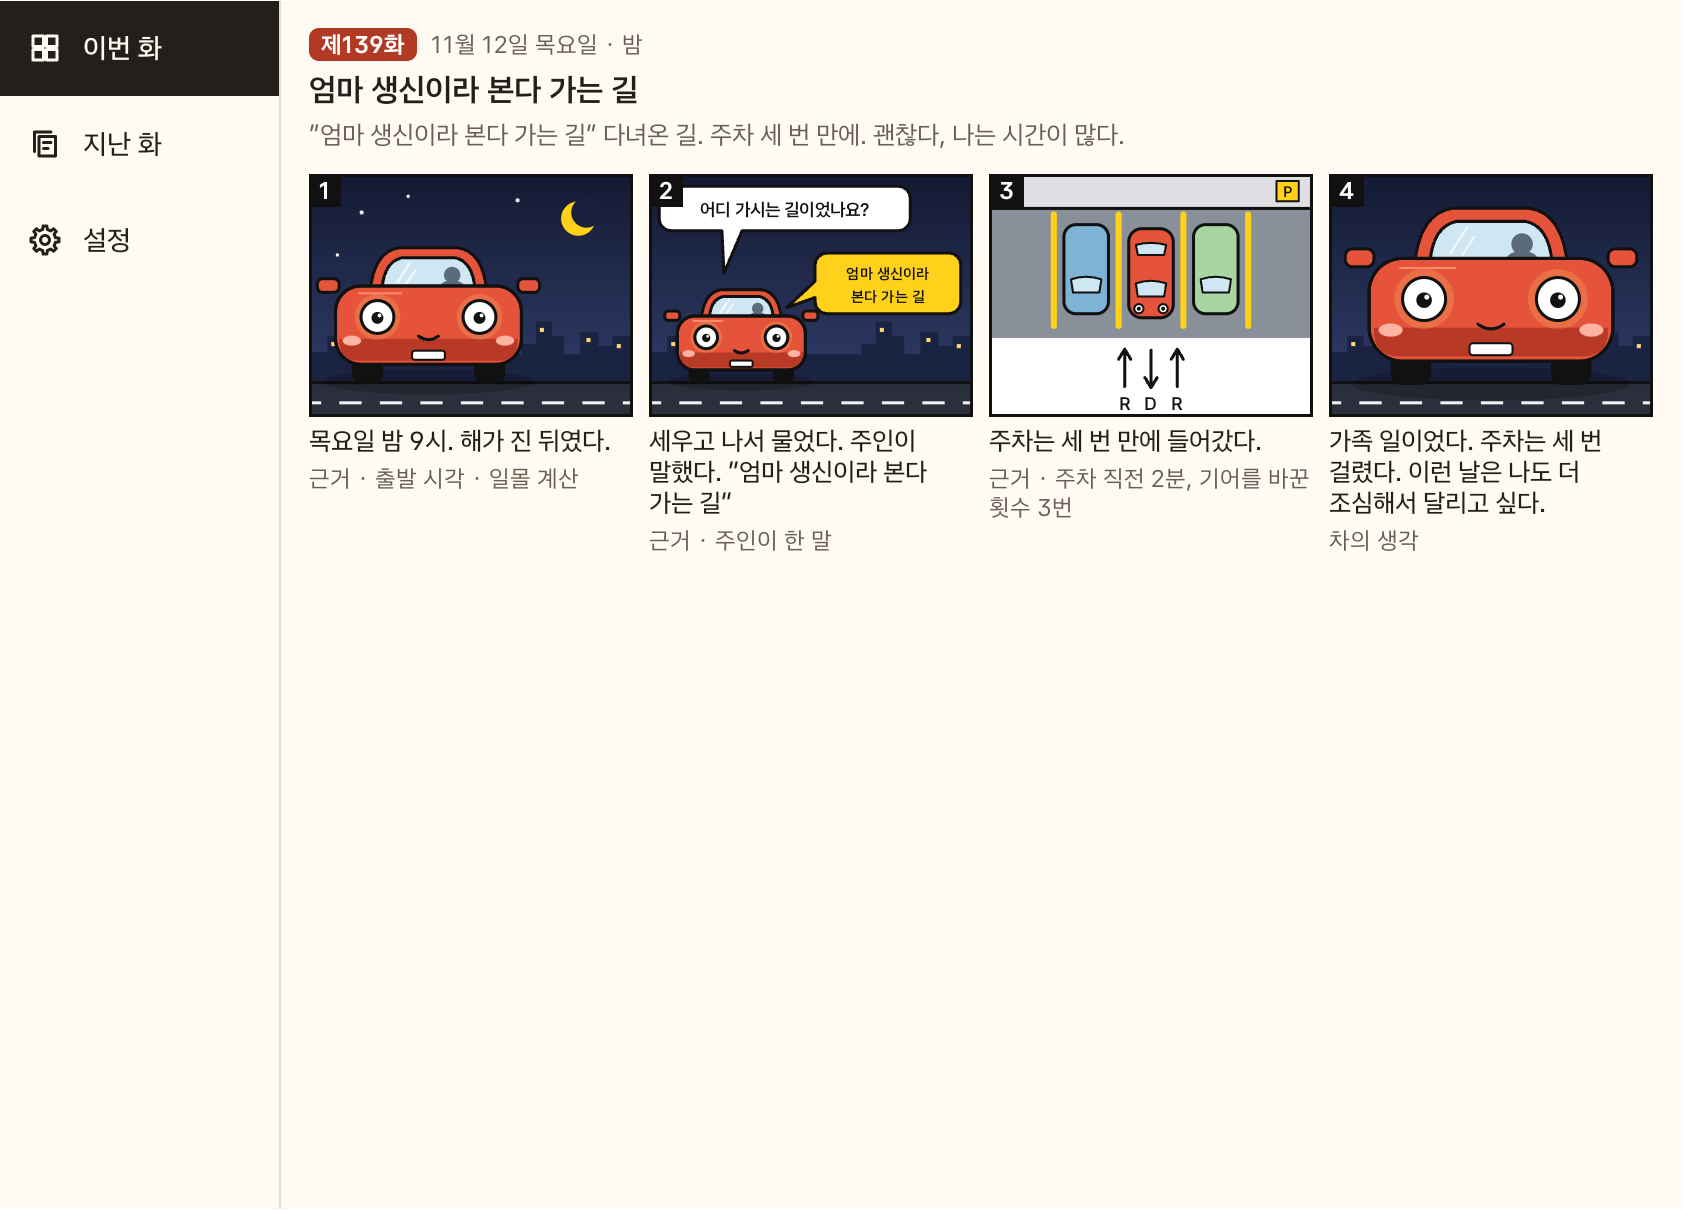 이번 화
지난 화
설정
제139화 11월 12일 목요일 · 밤
엄마 생신이라 본다 가는 길
"엄마 생신이라 본다 가는 길" 다녀온 길. 주차 세 번 만에. 괜찮다, 나는 시간이 많다.
1
목요일 밤 9시. 해가 진 뒤였다.
근거 · 출발 시각 · 일몰 계산
2
어디 가시는 길이었나요?
엄마 생신이라
본다 가는 길
세우고 나서 물었다. 주인이
말했다. "엄마 생신이라 본다
가는 길"
근거 · 주인이 한 말
3
P
R D R
주차는 세 번 만에 들어갔다.
근거 · 주차 직전 2분, 기어를 바꾼
횟수 3번
4
가족 일이었다. 주차는 세 번
걸렸다. 이런 날은 나도 더
조심해서 달리고 싶다.
차의 생각